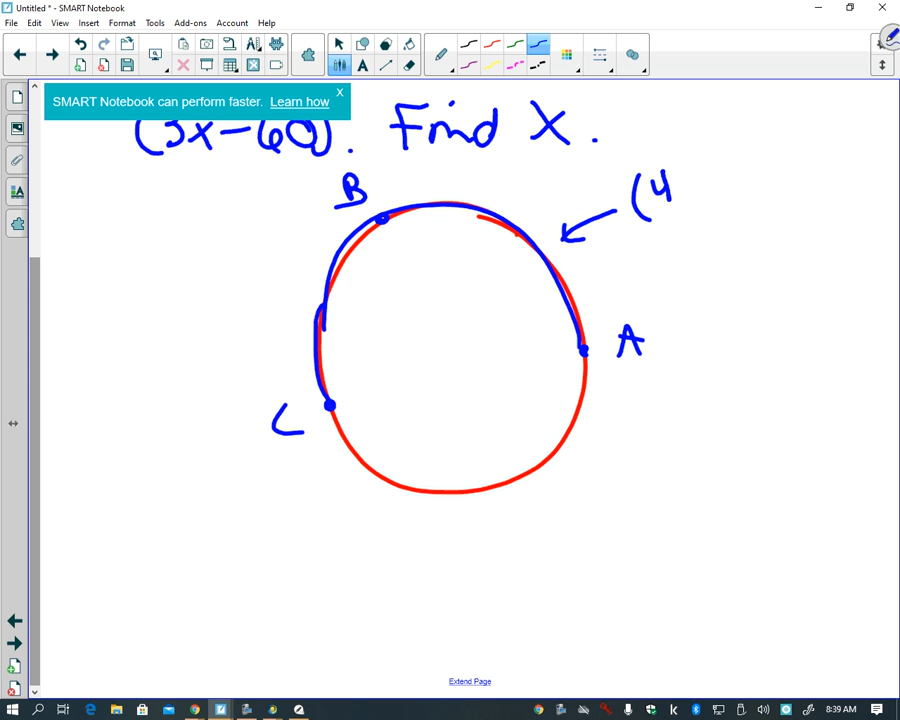 Untitled * - SMART Notebook
File Edit View Insert Format Tools Add-ons Account Help
SMART Notebook can perform faster. Learn how X
(3x-60). Find X.
B
(4
A
C
Extend Page
8:39 AM